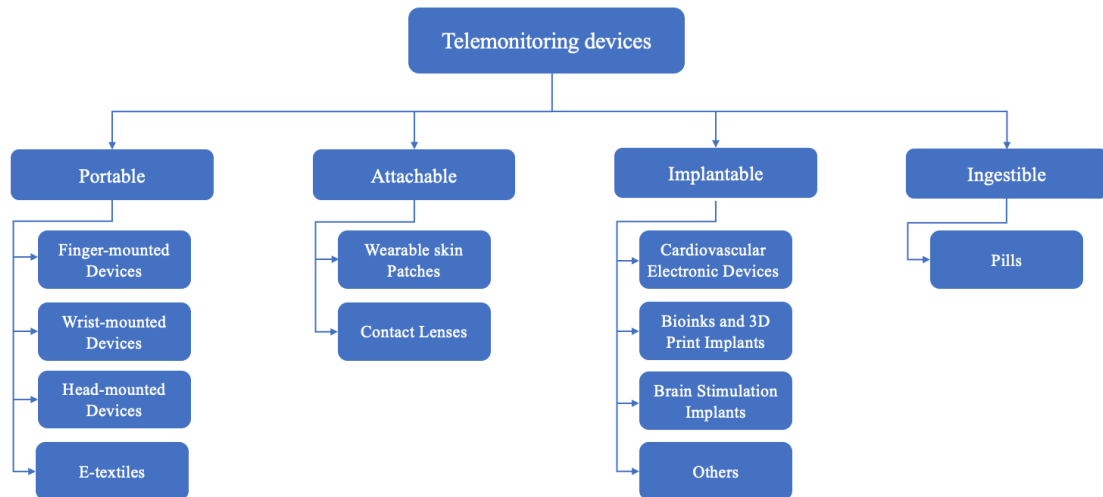 Telemonitoring devices
Portable
Attachable
Implantable
Ingestible
Finger-mounted
Devices
Wrist-mounted
Devices
Head-mounted
Devices
E-textiles
Wearable skin
Patches
Contact Lenses
Cardiovascular
Electronic Devices
Bioinks and 3D
Print Implants
Brain Stimulation
Implants
Others
Pills